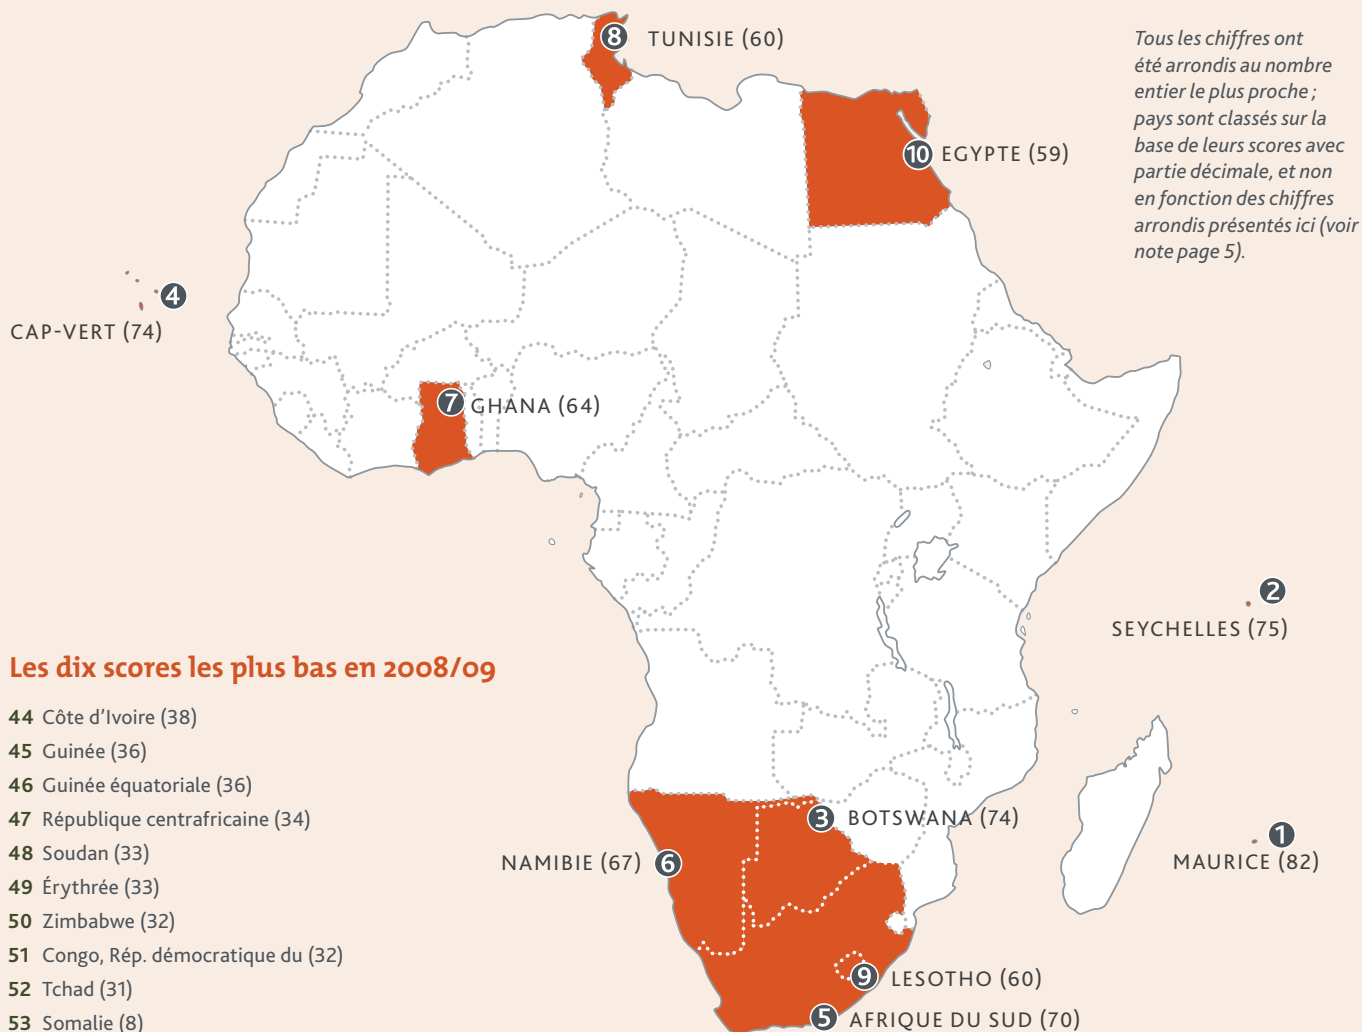 8 TUNISIE (60)
Tous les chiffres ont
été arrondis au nombre
entier le plus proche ;
pays sont classés sur la
base de leurs scores avec
partie décimale, et non
en fonction des chiffres
arrondis présentés ici (voir
note page 5).
10 EGYPTE (59)
4
CAP-VERT (74)
7 GHANA (64)
2
SEYCHELLES (75)
Les dix scores les plus bas en 2008/09
44 Côte d'Ivoire (38)
45 Guinée (36)
46 Guinée équatoriale (36)
47 République centrafricaine (34)
48 Soudan (33)
49 Érythrée (33)
50 Zimbabwe (32)
51 Congo, Rép. démocratique du (32)
52 Tchad (31)
53 Somalie (8)
3 BOTSWANA (74)
1
MAURICE (82)
NAMIBIE (67) 6
9 LESOTHO (60)
5 AFRIQUE DU SUD (70)